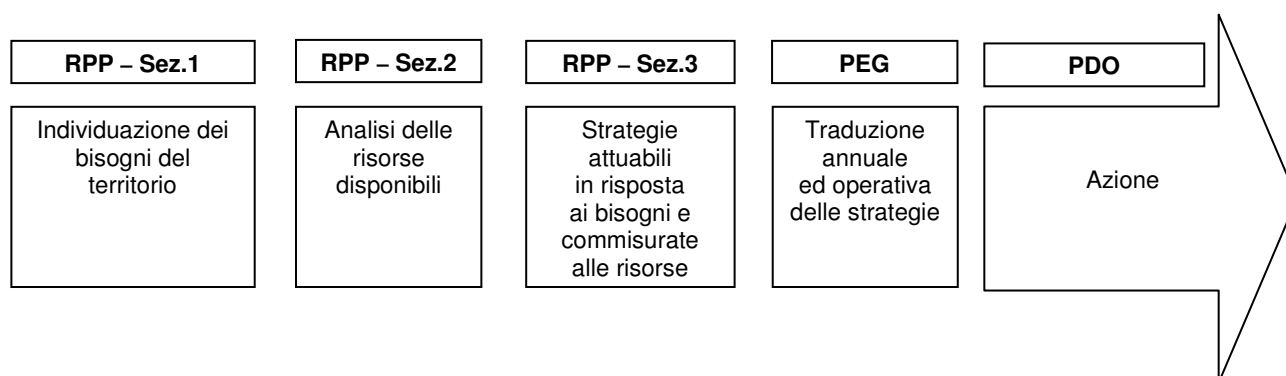 RPP – Sez.1
Individuazione dei
bisogni del
territorio
RPP – Sez.2
Analisi delle
risorse
disponibili
RPP – Sez.3
Strategie
attuabili
in risposta
ai bisogni e
commisurate
alle risorse
PEG
Traduzione
annuale
ed operativa
delle strategie
PDO
Azione